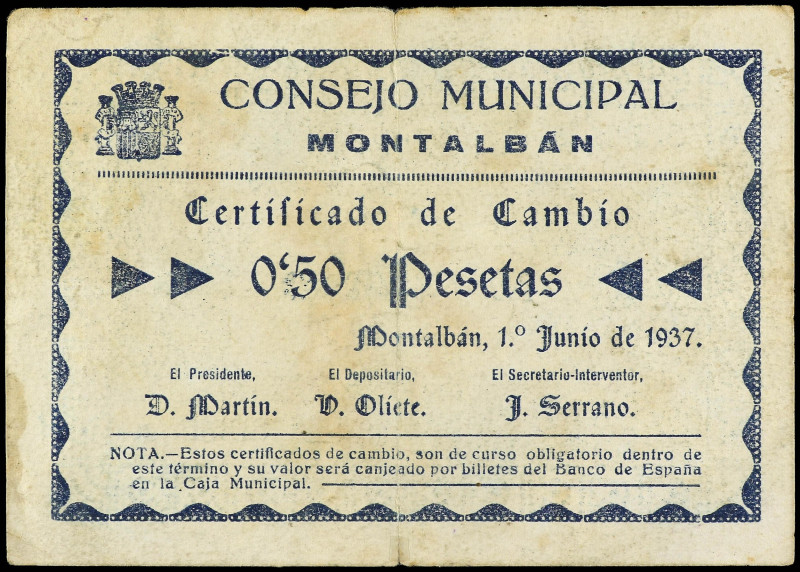 CONSEJO MUNICIPAL
MONTALBÁN
Certificado de Cambio
0'50 Pesetas
Montalbán, 1.º Junio de 1937.
El Presidente, El Depositario, El Secretario-Interventor,
D. Martín. V. Oliete. J. Serrano.
NOTA.—Estos certificados de cambio, son de curso obligatorio dentro de
este término y su valor será canjeado por billetes del Banco de España
en la Caja Municipal.